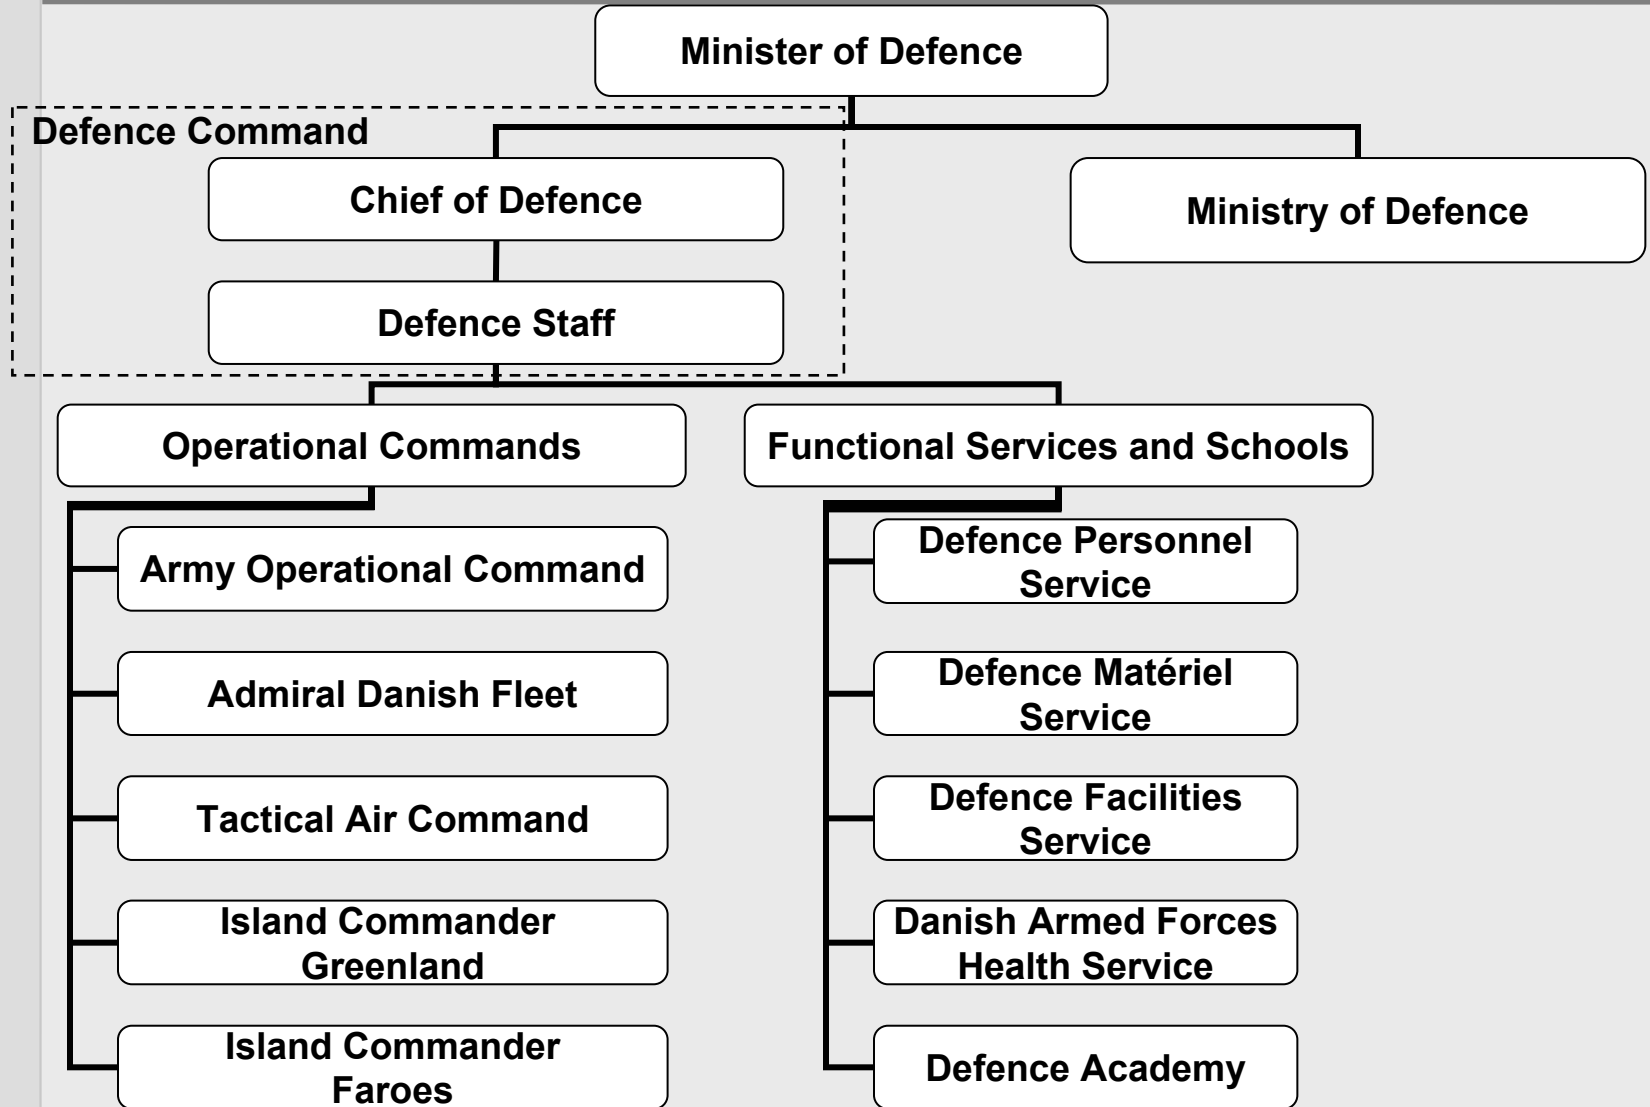 Minister of Defence
Defence Command
Chief of Defence
Ministry of Defence
Defence Staff
Operational Commands
Functional Services and Schools
Army Operational Command
Admiral Danish Fleet
Tactical Air Command
Island Commander
Greenland
Island Commander
Faroes
Defence Personnel
Service
Defence Matériel
Service
Defence Facilities
Service
Danish Armed Forces
Health Service
Defence Academy